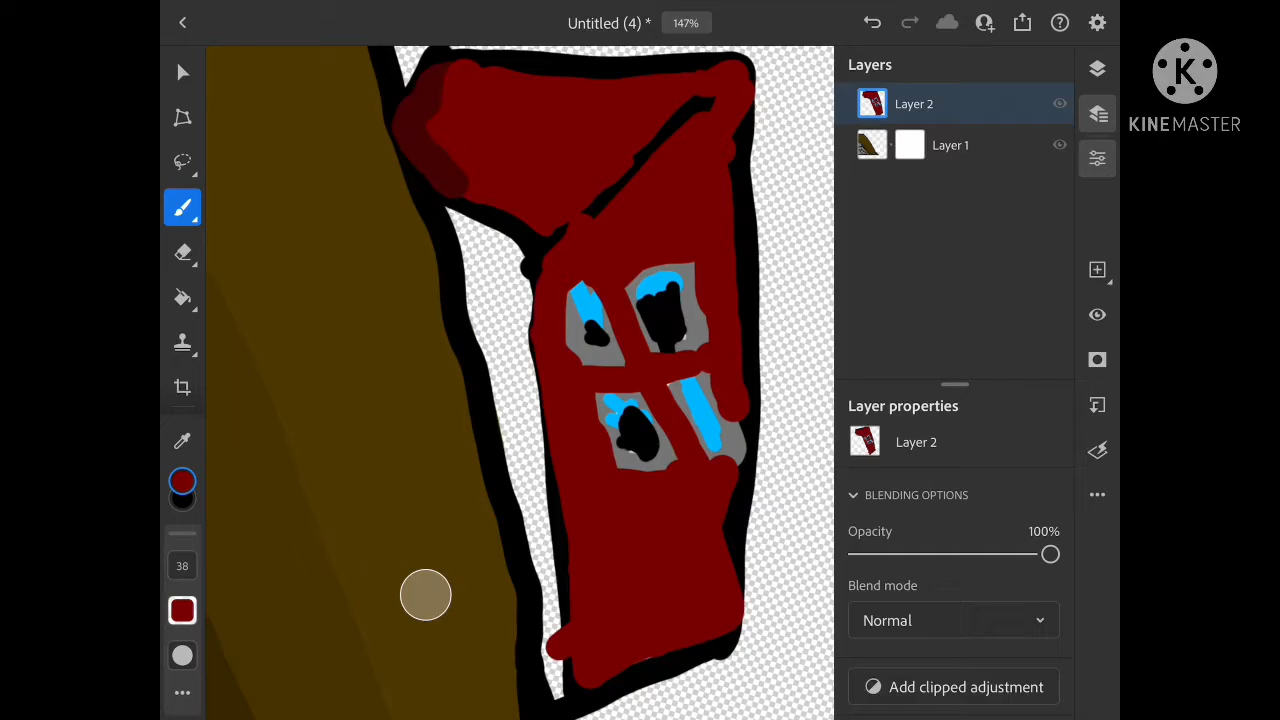 Untitled (4) *
147%
Layers
Layer 2
Layer 1
Layer properties
Layer 2
BLENDING OPTIONS
Opacity
100%
Blend mode
Normal
Add clipped adjustment
38
K
KINEMASTER